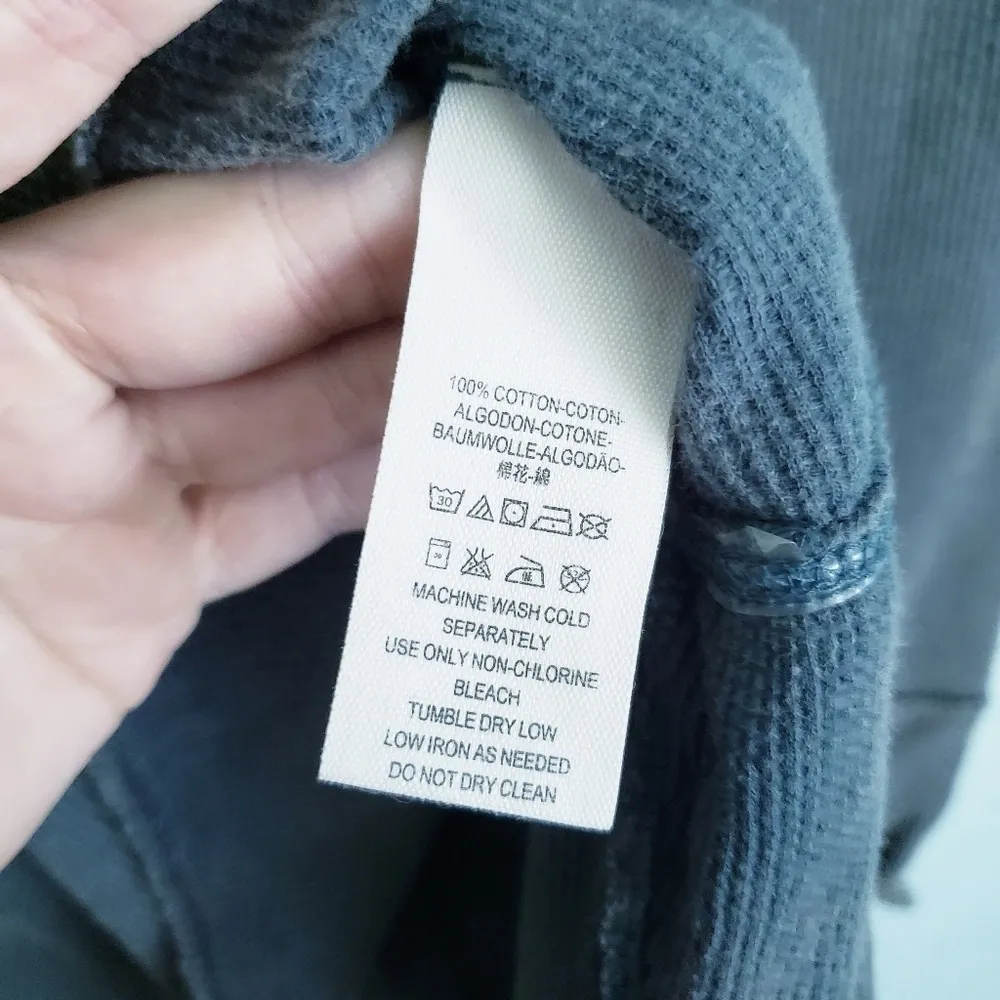 100% COTTON-COTON-
ALGODON-COTONE-
BAUMWOLLE-ALGODÃO-
棉花-綿
30
MACHINE WASH COLD
SEPARATELY
USE ONLY NON-CHLORINE
BLEACH
TUMBLE DRY LOW
LOW IRON AS NEEDED
DO NOT DRY CLEAN